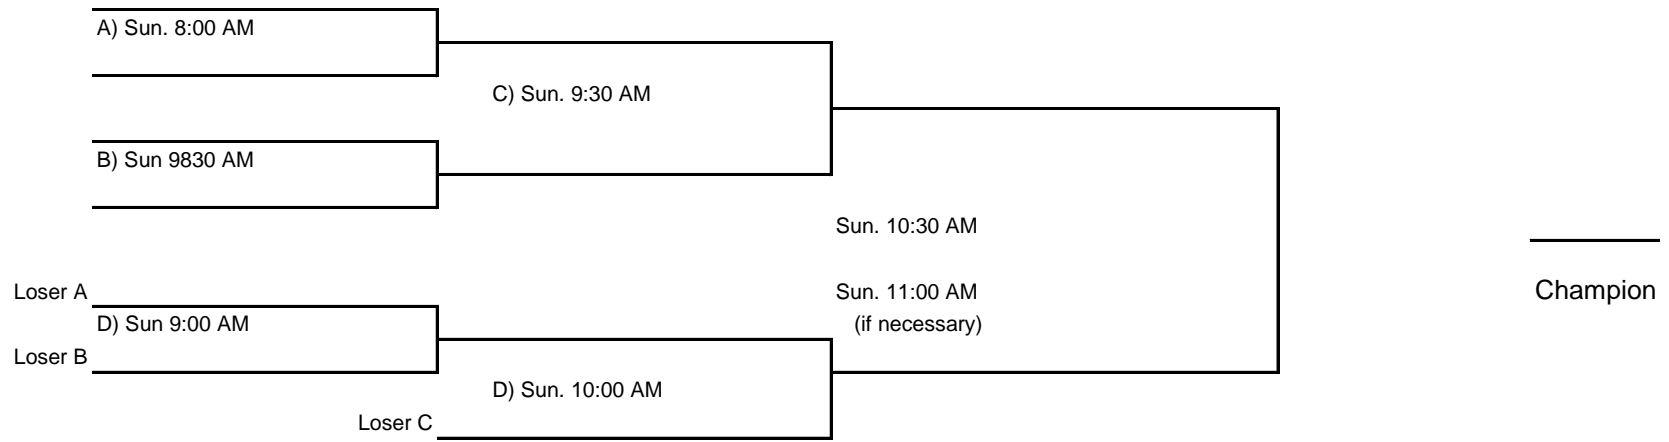 A) Sun. 8:00 AM
C) Sun. 9:30 AM
B) Sun 9830 AM
Sun. 10:30 AM
Loser A
Sun. 11:00 AM
Champion
D) Sun 9:00 AM
(if necessary)
Loser B
D) Sun. 10:00 AM
Loser C